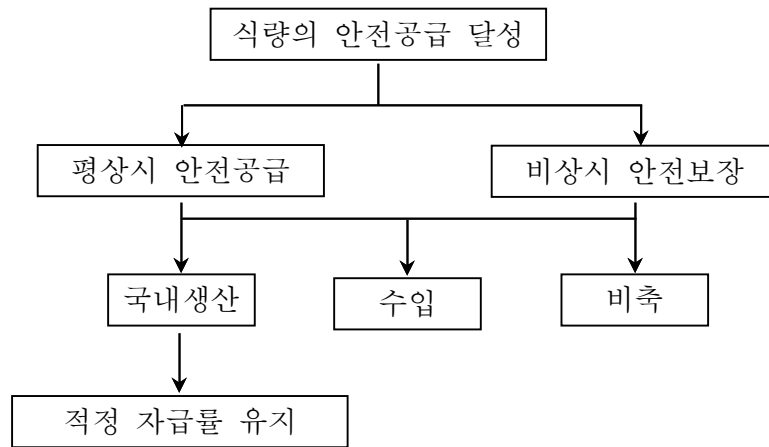 식량의 안전공급 달성
평상시 안전공급
비상시 안전보장
국내생산
수입
비축
적정 자급률 유지